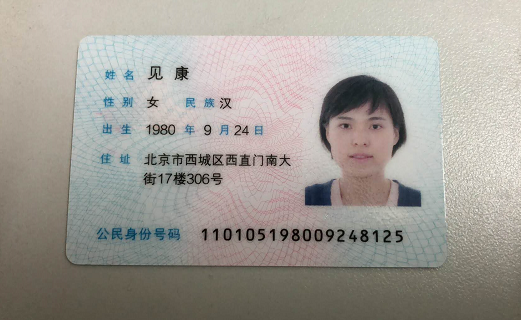 姓名 见康
性别 女 民族 汉
出生 1980 年 9 月 24 日
住址 北京市西城区西直门南大
街17楼306号
公民身份号码 110105198009248125